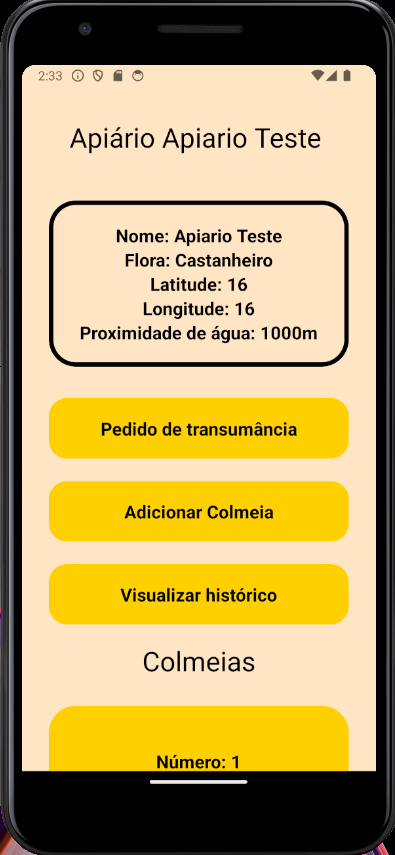 2:33
Apiário Apiario Teste
Nome: Apiario Teste
Flora: Castanheiro
Latitude: 16
Longitude: 16
Proximidade de água: 1000m
Pedido de transumância
Adicionar Colmeia
Visualizar histórico
Colmeias
Número: 1